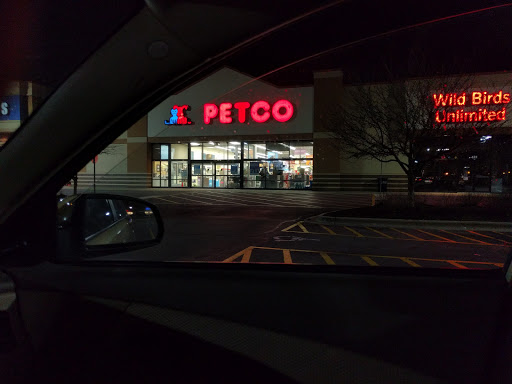 PETCO
Wild Birds
Unlimited
S